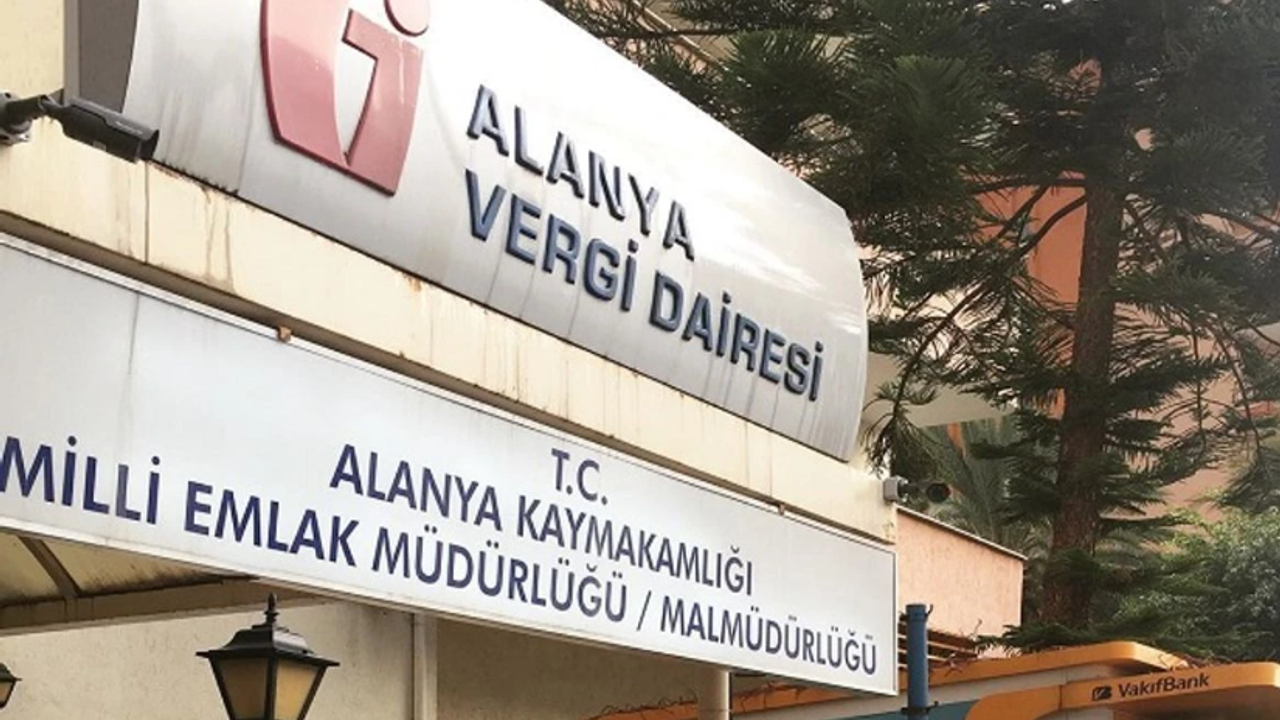 ALANYA
VERGİ DAİRESİ
T.C.
ALANYA KAYMAKAMLIĞI
MİLLİ EMLAK MÜDÜRLÜĞÜ / MALMÜDÜRLÜĞÜ
VakıfBank